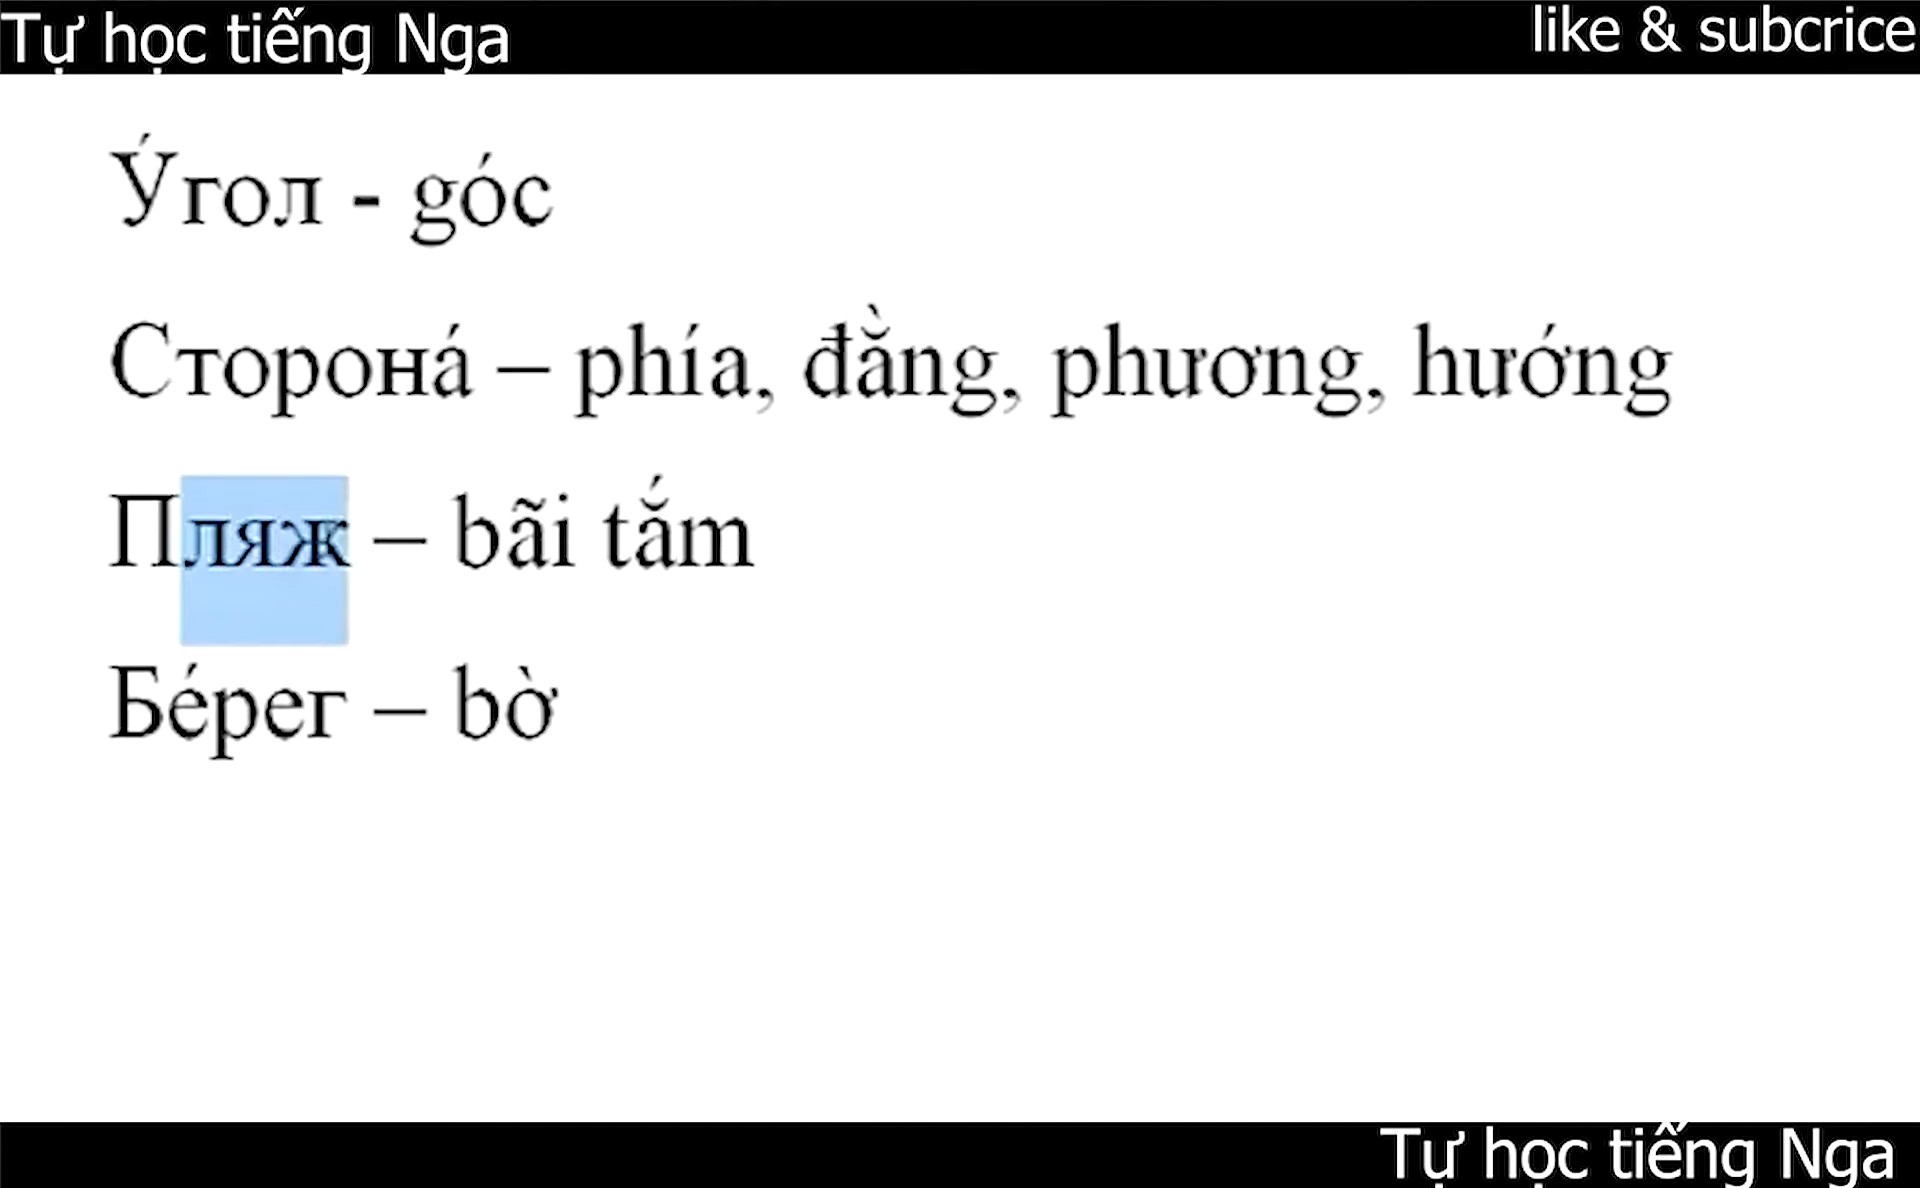 Tự học tiếng Nga
like & subcrice
У́гол - góc
Сторона́ – phía, đằng, phương, hướng
Пляж – bãi tắm
Бе́рег – bờ
Tự học tiếng Nga